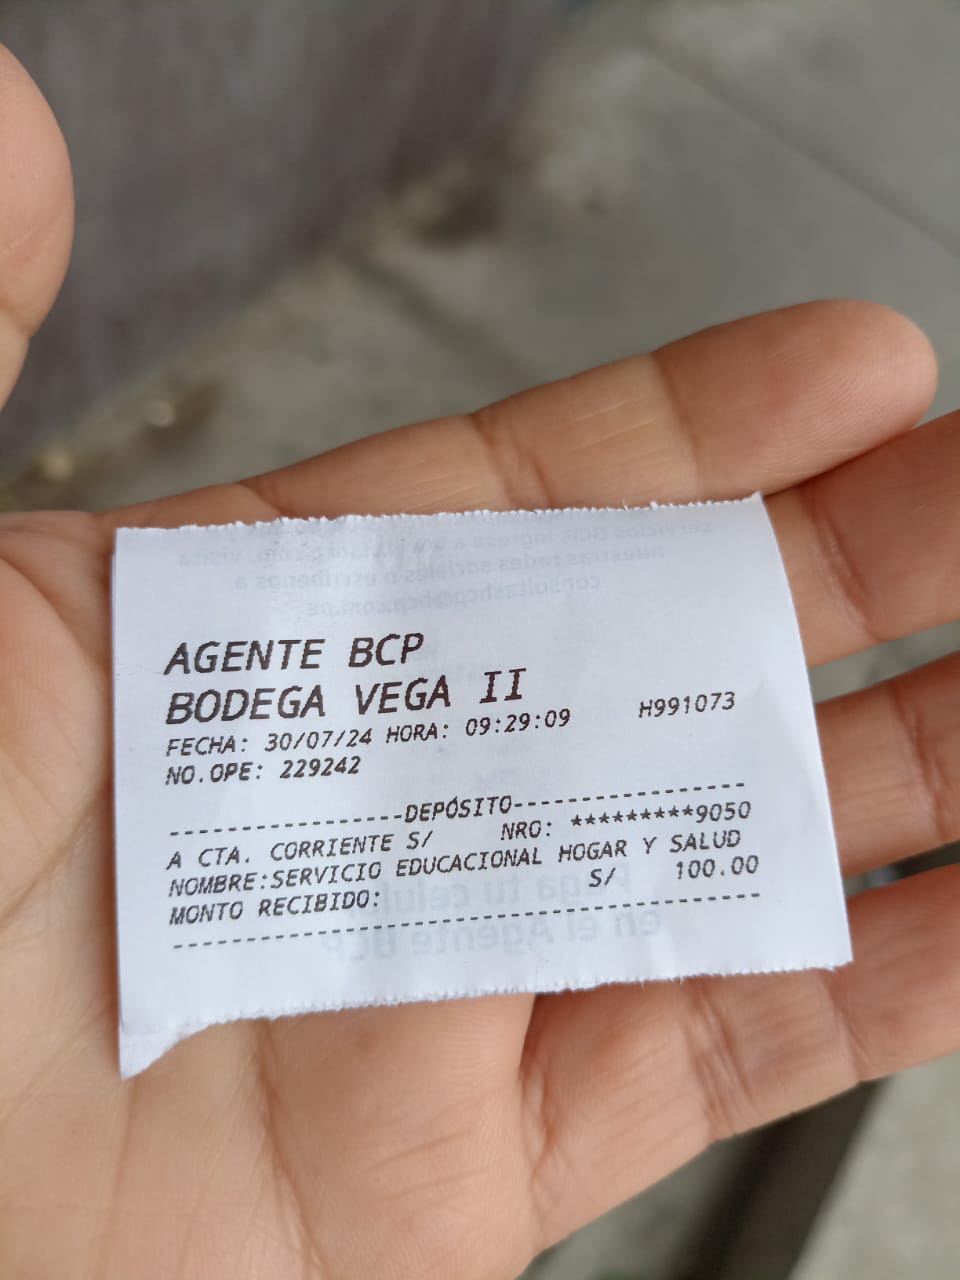 AGENTE BCP
BODEGA VEGA II
FECHA: 30/07/24 HORA: 09:29:09 H991073
NO.OPE: 229242
-----------------DEPÓSITO-----------------
A CTA. CORRIENTE S/ NRO: *********9050
NOMBRE:SERVICIO EDUCACIONAL HOGAR Y SALUD
MONTO RECIBIDO: S/ 100.00
------------------------------------------